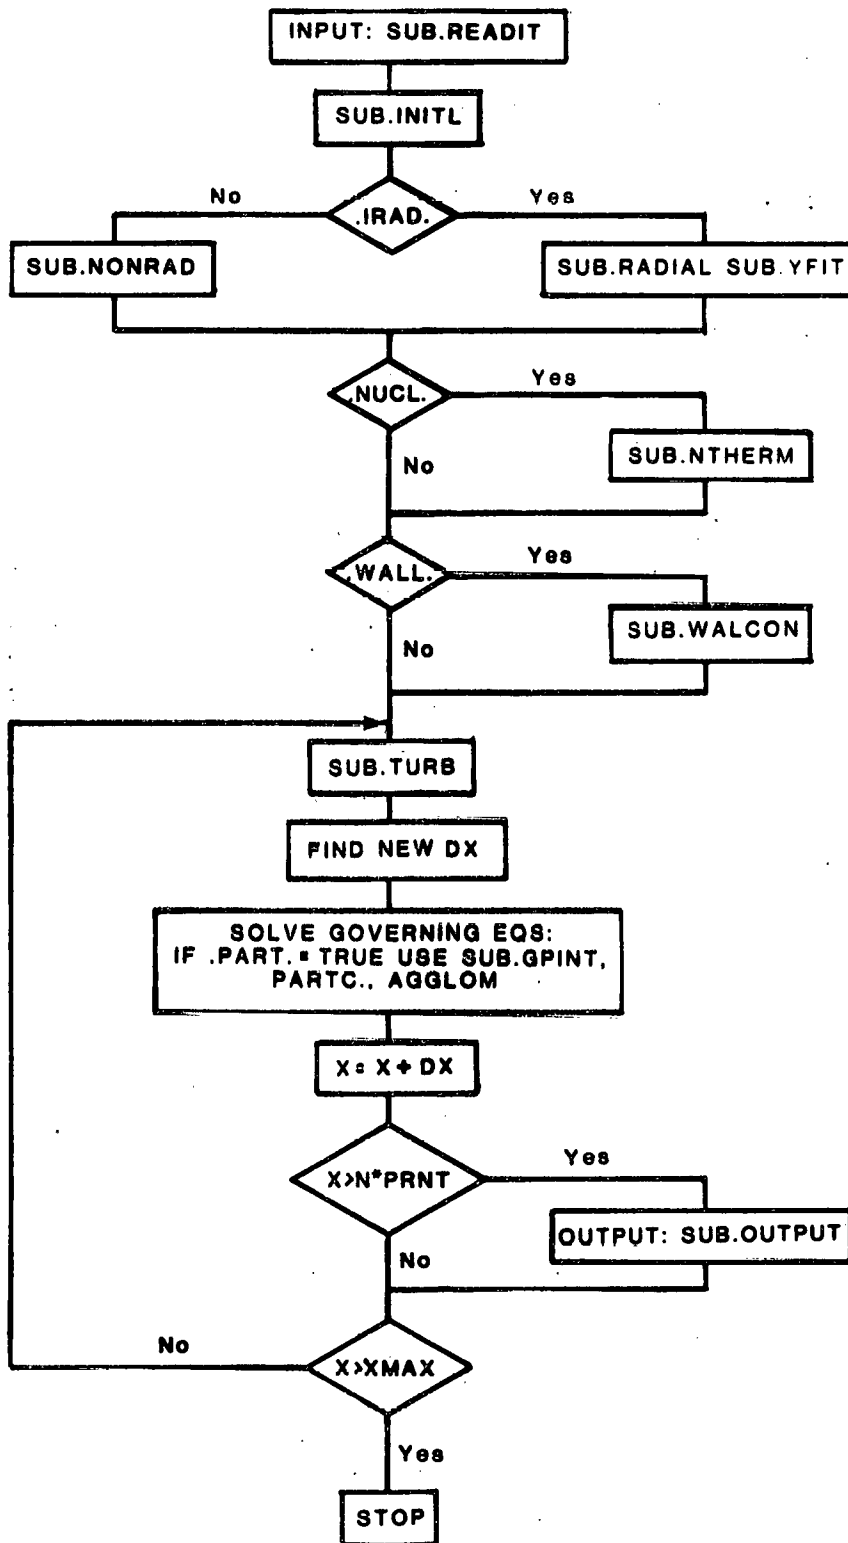 INPUT: SUB.READIT
SUB.INITL
No
.IRAD.
Yes
SUB.NONRAD
SUB.RADIAL SUB.YFIT
.NUCL.
Yes
No
SUB.NTHERM
.WALL.
Yes
No
SUB.WALCON
SUB.TURB
FIND NEW DX
SOLVE GOVERNING EQS:
IF .PART. = TRUE USE SUB.GPINT,
PARTC., AGGLOM
X = X + DX
X>N*PRNT
Yes
No
OUTPUT: SUB.OUTPUT
No
X>XMAX
Yes
STOP